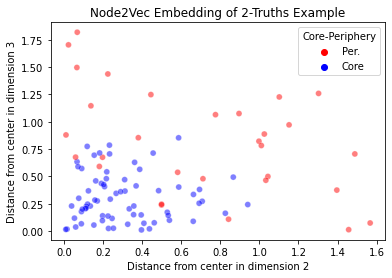 Node2Vec Embedding of 2-Truths Example
Core-Periphery
Per.
Core
Distance from center in dimension 3
1.75
1.50
1.25
1.00
0.75
0.50
0.25
0.00
0.0 0.2 0.4 0.6 0.8 1.0 1.2 1.4 1.6
Distance from center in dimension 2